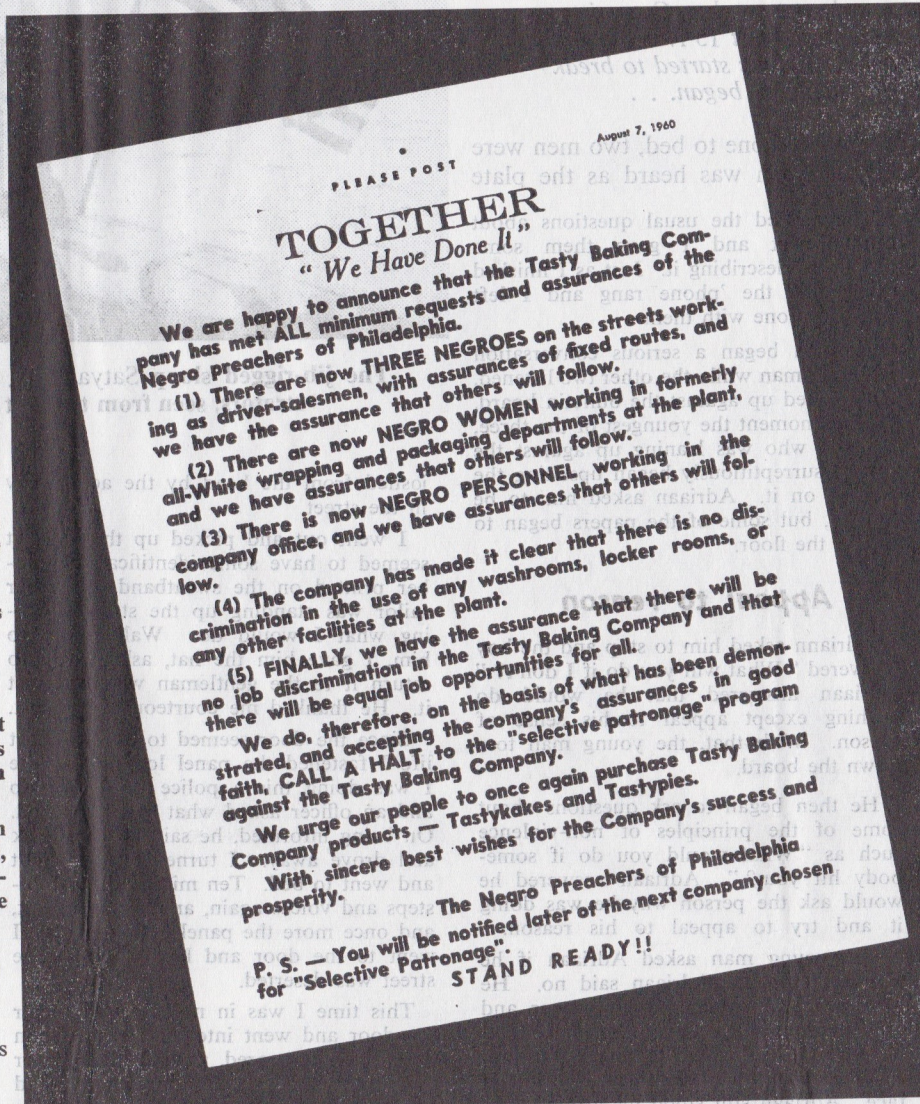 August 7, 1960
PLEASE POST
TOGETHER
" We Have Done It "
We are happy to announce that the Tasty Baking Com-
pany has met ALL minimum requests and assurances of the
Negro Preachers of Philadelphia.
(1) There are now THREE NEGROES on the streets work-
ing as driver-salesmen, with assurance of fixed routes, and
we have the assurance that others will follow.
(2) There are now NEGRO WOMEN working in formerly
all-White wrapping and packaging departments at the plant,
and we have assurances that others will follow.
(3) There is now NEGRO PERSONNEL working in the
company office, and we have assurances that others will fol-
low.
(4) The company has made it clear that there is no dis-
crimination in the use of any washrooms, locker rooms, or
any other facilities at the plant.
(5) FINALLY, we have the assurance that there will be
no job discrimination at the Tasty Baking Company and that
there will be equal job opportunities for all.
We do, therefore, on the basis of what has been demon-
strated, and accepting the company's assurances in good
faith, CALL A HALT to the "selective patronage" program
against the Tasty Baking Company.
We urge our people to once again purchase Tasty Baking
Company products — Tastykakes and Tastypies.
With sincere best wishes for the Company's success and
prosperity.
— The Negro Preachers of Philadelphia
P. S. — You will be notified later of the next company chosen
for "Selective Patronage".
STAND READY!!